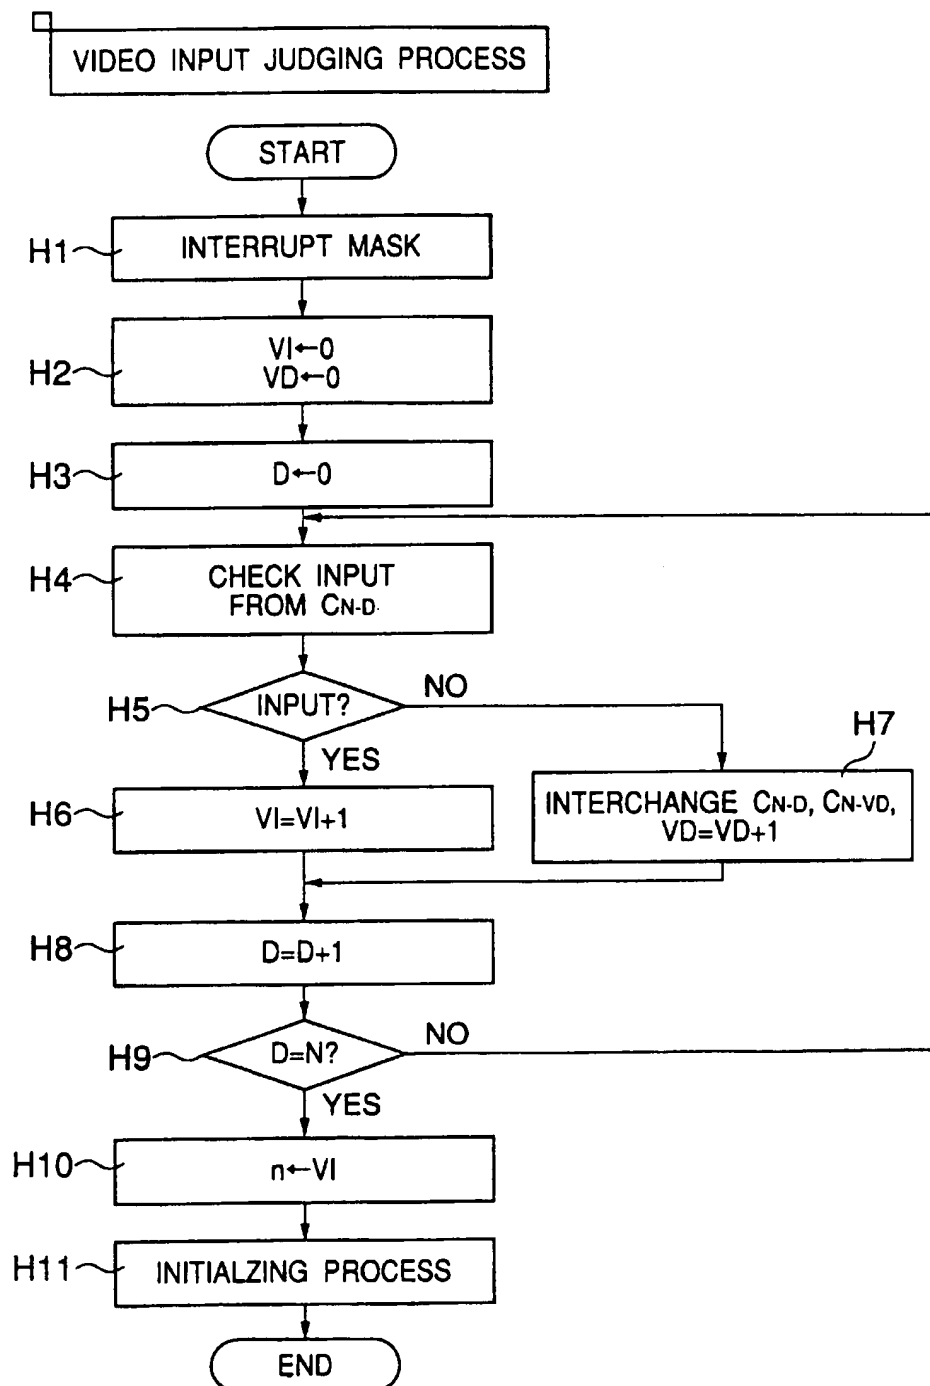 VIDEO INPUT JUDGING PROCESS
START
H1
INTERRUPT MASK
H2
VI←0
VD←0
H3
D←0
H4
CHECK INPUT
FROM CN-D
H5
INPUT?
NO
YES
H6
VI=VI+1
H7
INTERCHANGE CN-D, CN-VD,
VD=VD+1
H8
D=D+1
H9
D=N?
NO
YES
H10
n←VI
H11
INITIALZING PROCESS
END